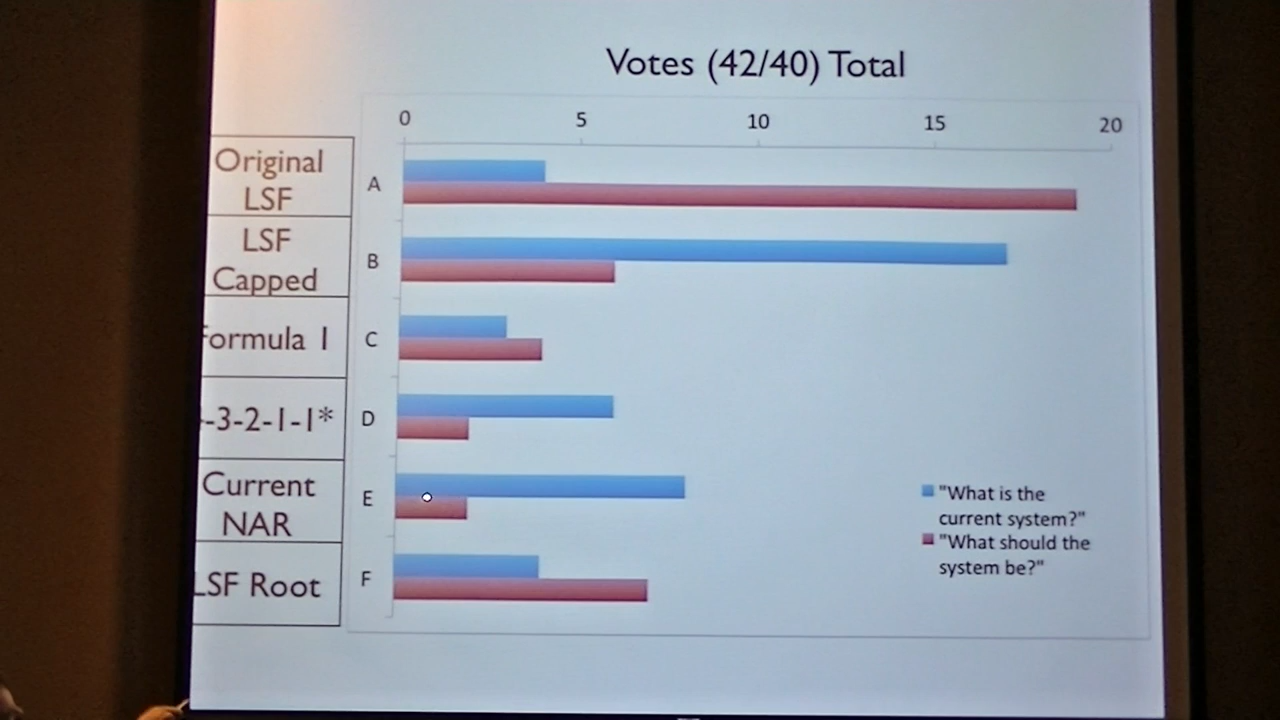 Votes (42/40) Total
0 5 10 15 20
Original
LSF
A
LSF
Capped
B
Formula 1
C
-3-2-1-1*
D
Current
NAR
E
LSF Root
F
"What is the
current system?"
"What should the
system be?"